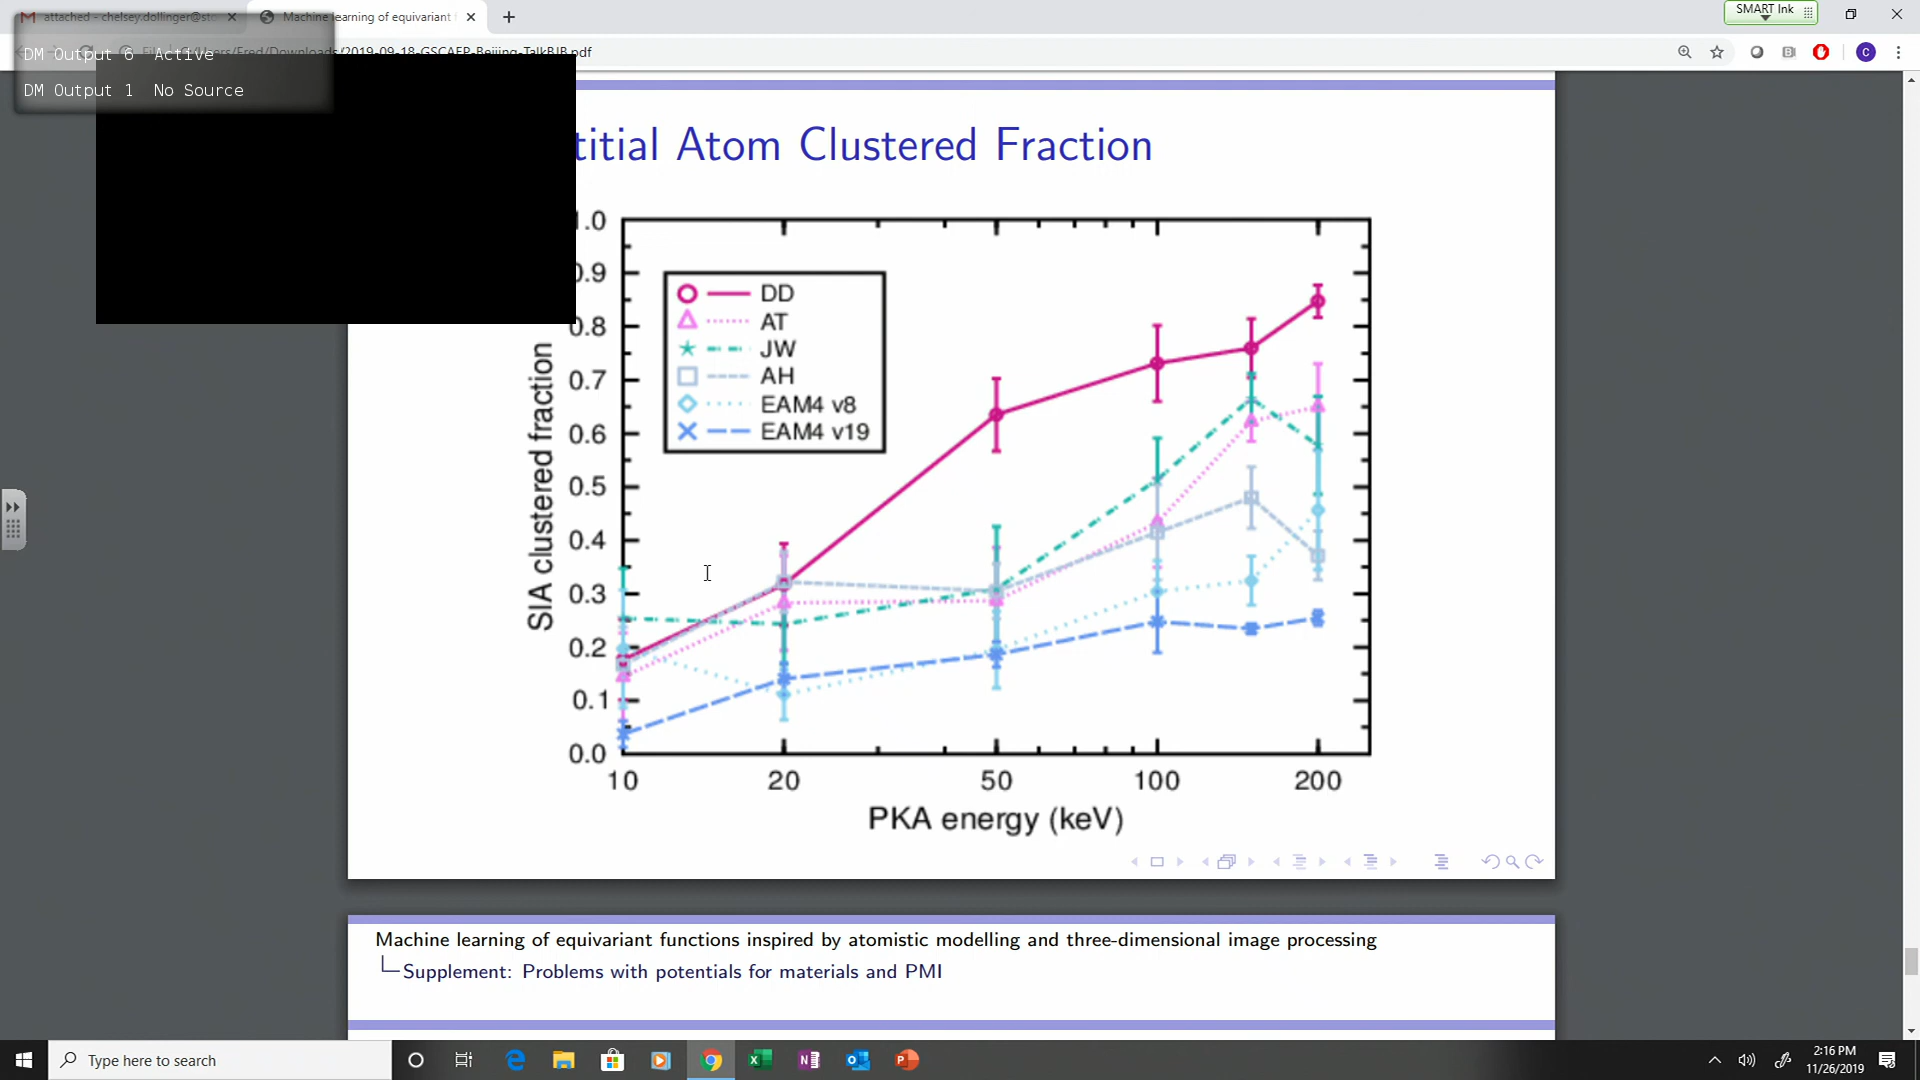 attached - chelsey.dollinger@st
Machine learning of equivariant
SMART Ink
DM Output 6 Active
/Users/Fred/Downloads/2019-09-18-GSCAEP-Beijing-TalkBJB.pdf
DM Output 1 No Source
titial Atom Clustered Fraction
1.0
0.9
0.8
0.7
0.6
0.5
0.4
0.3
0.2
0.1
0.0
SIA clustered fraction
DD
AT
JW
AH
EAM4 v8
EAM4 v19
10 20 50 100 200
PKA energy (keV)
Machine learning of equivariant functions inspired by atomistic modelling and three-dimensional image processing
Supplement: Problems with potentials for materials and PMI
Type here to search
2:16 PM
11/26/2019